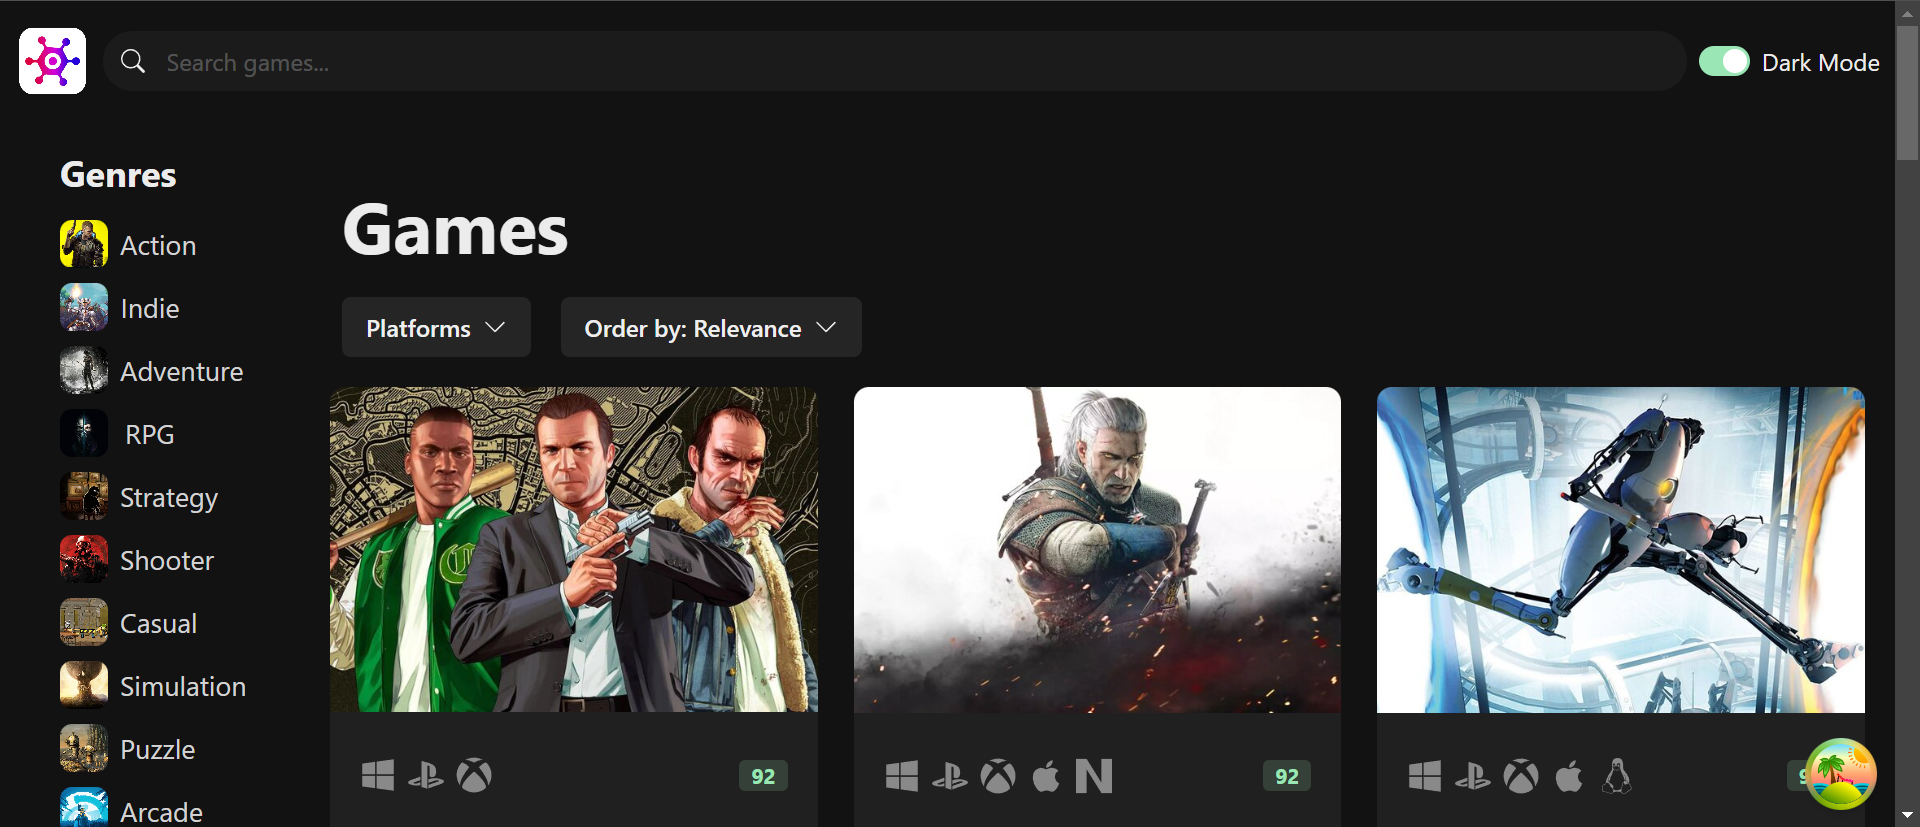 Search games...
Dark Mode
Genres
Action
Indie
Adventure
RPG
Strategy
Shooter
Casual
Simulation
Puzzle
Arcade
Games
Platforms
Order by: Relevance
92
92